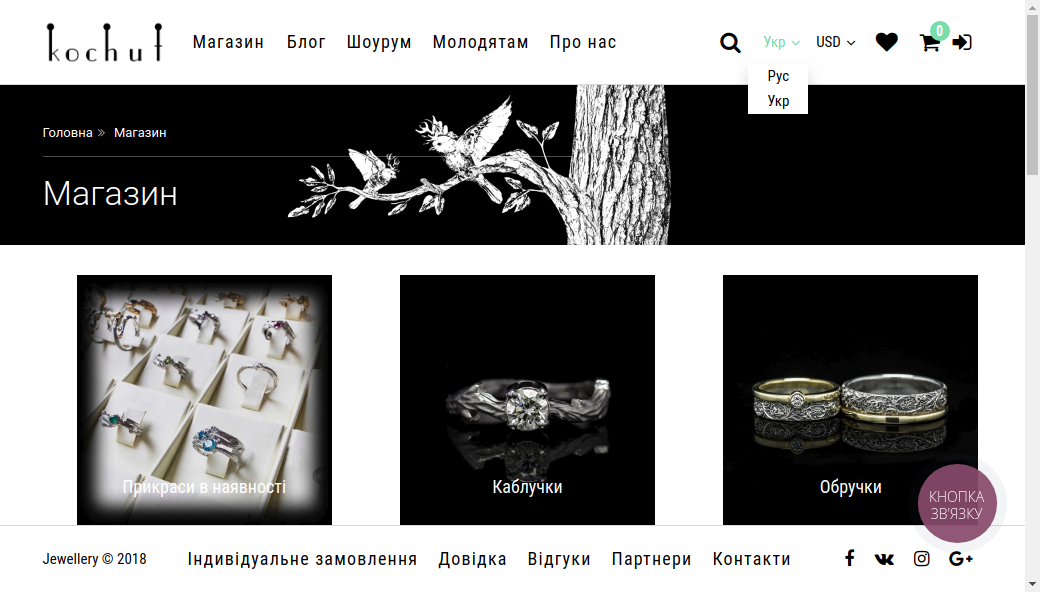 kochut
Магазин Блог Шоурум Молодятам Про нас
Укр USD 0
Рус
Укр
Головна » Магазин
Магазин
Прикраси в наявності
Каблучки
Обручки
КНОПКА
ЗВ'ЯЗКУ
Jewellery © 2018 Індивідуальне замовлення Довідка Відгуки Партнери Контакти